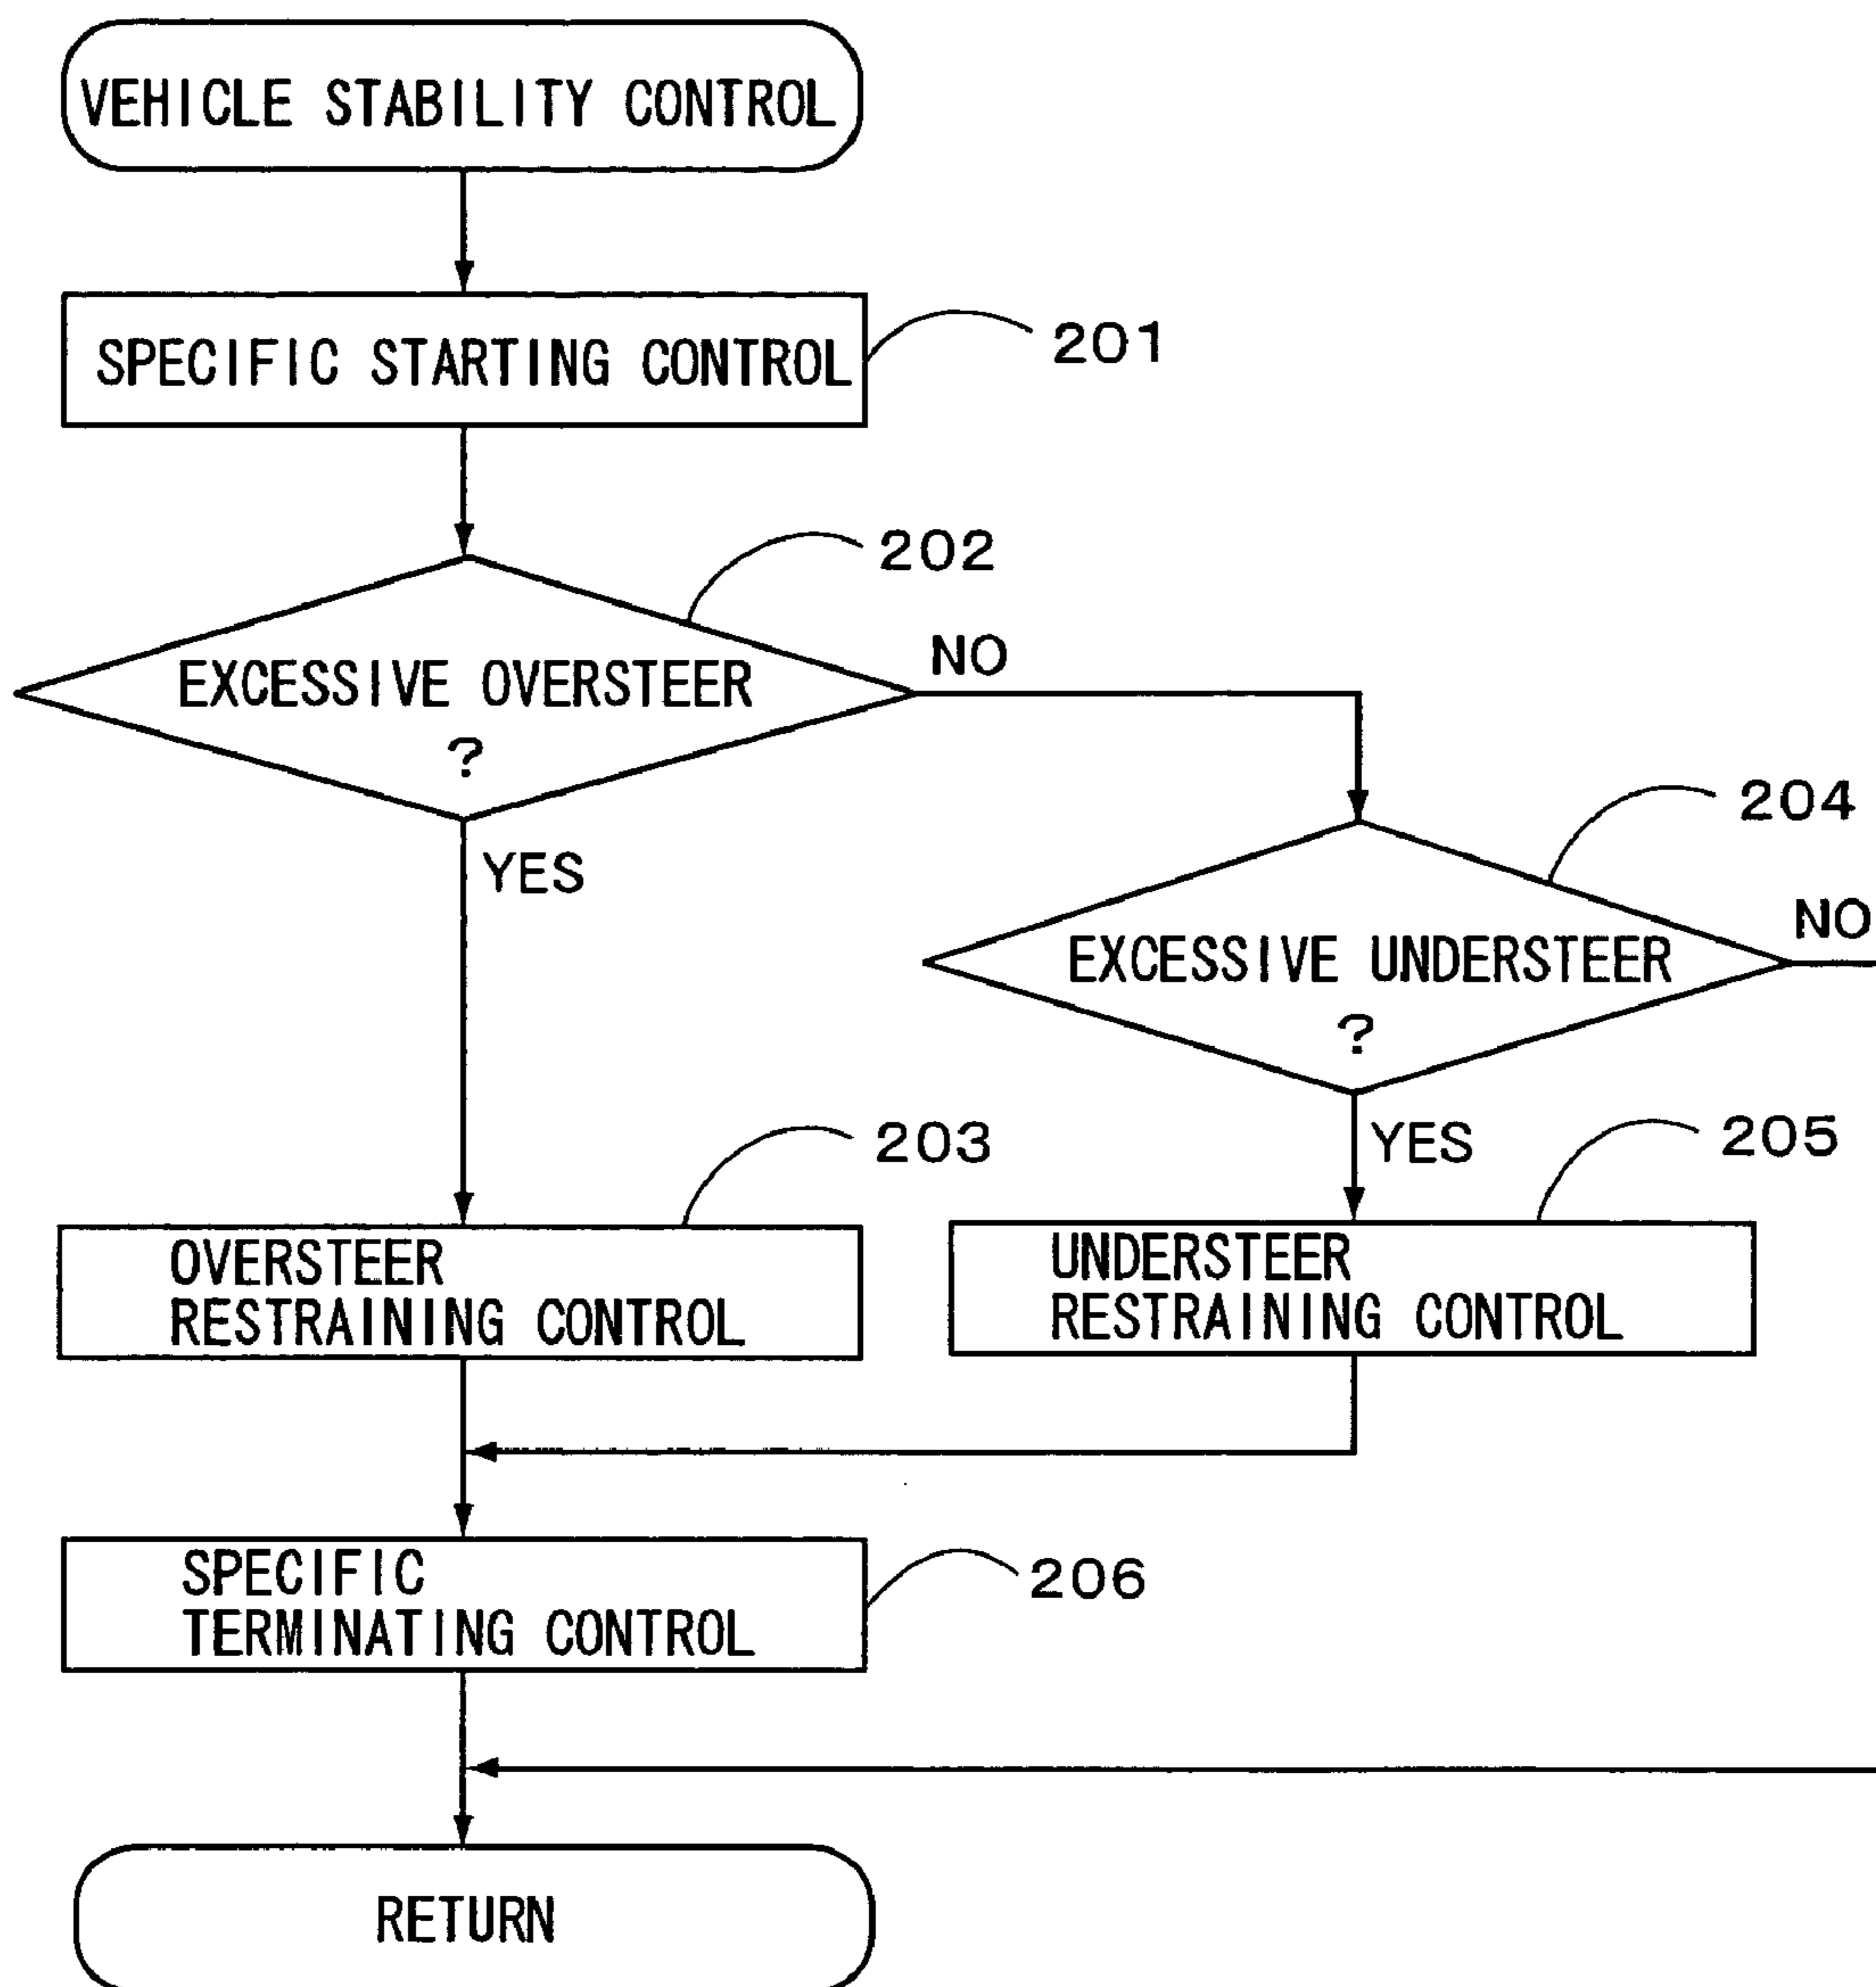 VEHICLE STABILITY CONTROL
SPECIFIC STARTING CONTROL
201
202
EXCESSIVE OVERSTEER
?
NO
YES
204
EXCESSIVE UNDERSTEER
?
NO
YES
203
205
OVERSTEER
RESTRAINING CONTROL
UNDERSTEER
RESTRAINING CONTROL
SPECIFIC
TERMINATING CONTROL
206
RETURN